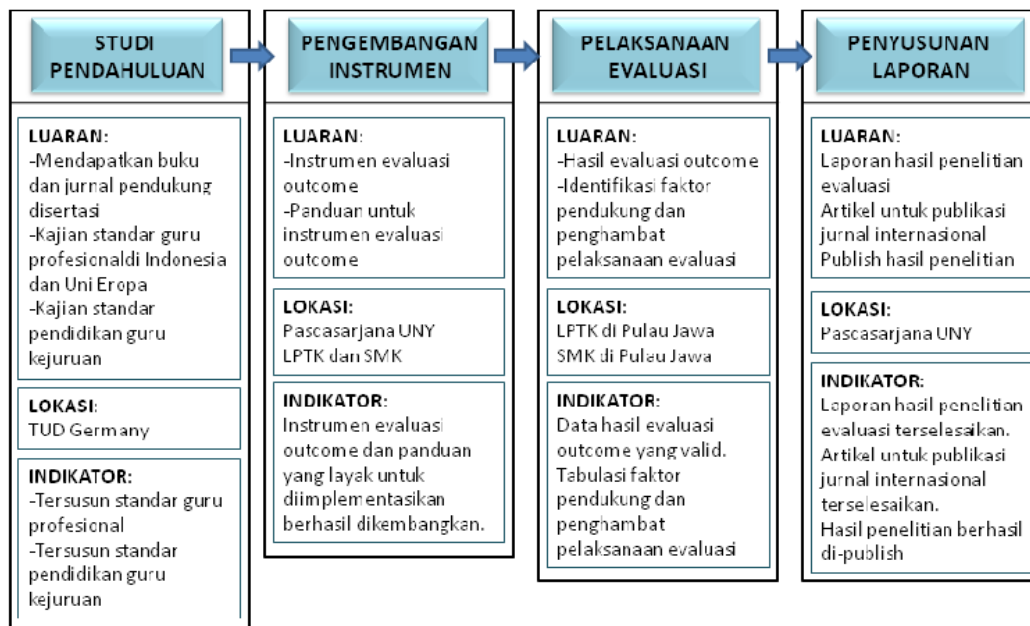 STUDI
PENDAHULUAN
LUARAN:
-Mendapatkan buku
dan jurnal pendukung
disertasi
-Kajian standar guru
profesionaldi Indonesia
dan Uni Eropa
-Kajian standar
pendidikan guru
kejuruan
LOKASI:
TUD Germany
INDIKATOR:
-Tersusun standar guru
profesional
-Tersusun standar
pendidikan guru
kejuruan
PENGEMBANGAN
INSTRUMEN
LUARAN:
-Instrumen evaluasi
outcome
-Panduan untuk
instrumen evaluasi
outcome
LOKASI:
Pascasarjana UNY
LPTK dan SMK
INDIKATOR:
Instrumen evaluasi
outcome dan panduan
yang layak untuk
diimplementasikan
berhasil dikembangkan.
PELAKSANAAN
EVALUASI
LUARAN:
-Hasil evaluasi outcome
-Identifikasi faktor
pendukung dan
penghambat
pelaksanaan evaluasi
LOKASI:
LPTK di Pulau Jawa
SMK di Pulau Jawa
INDIKATOR:
Data hasil evaluasi
outcome yang valid.
Tabulasi faktor
pendukung dan
penghambat
pelaksanaan evaluasi
PENYUSUNAN
LAPORAN
LUARAN:
Laporan hasil penelitian
evaluasi
Artikel untuk publikasi
jurnal internasional
Publish hasil penelitian
LOKASI:
Pascasarjana UNY
INDIKATOR:
Laporan hasil penelitian
evaluasi terselesaikan.
Artikel untuk publikasi
jurnal internasional
terselesaikan.
Hasil penelitian berhasil
di-publish